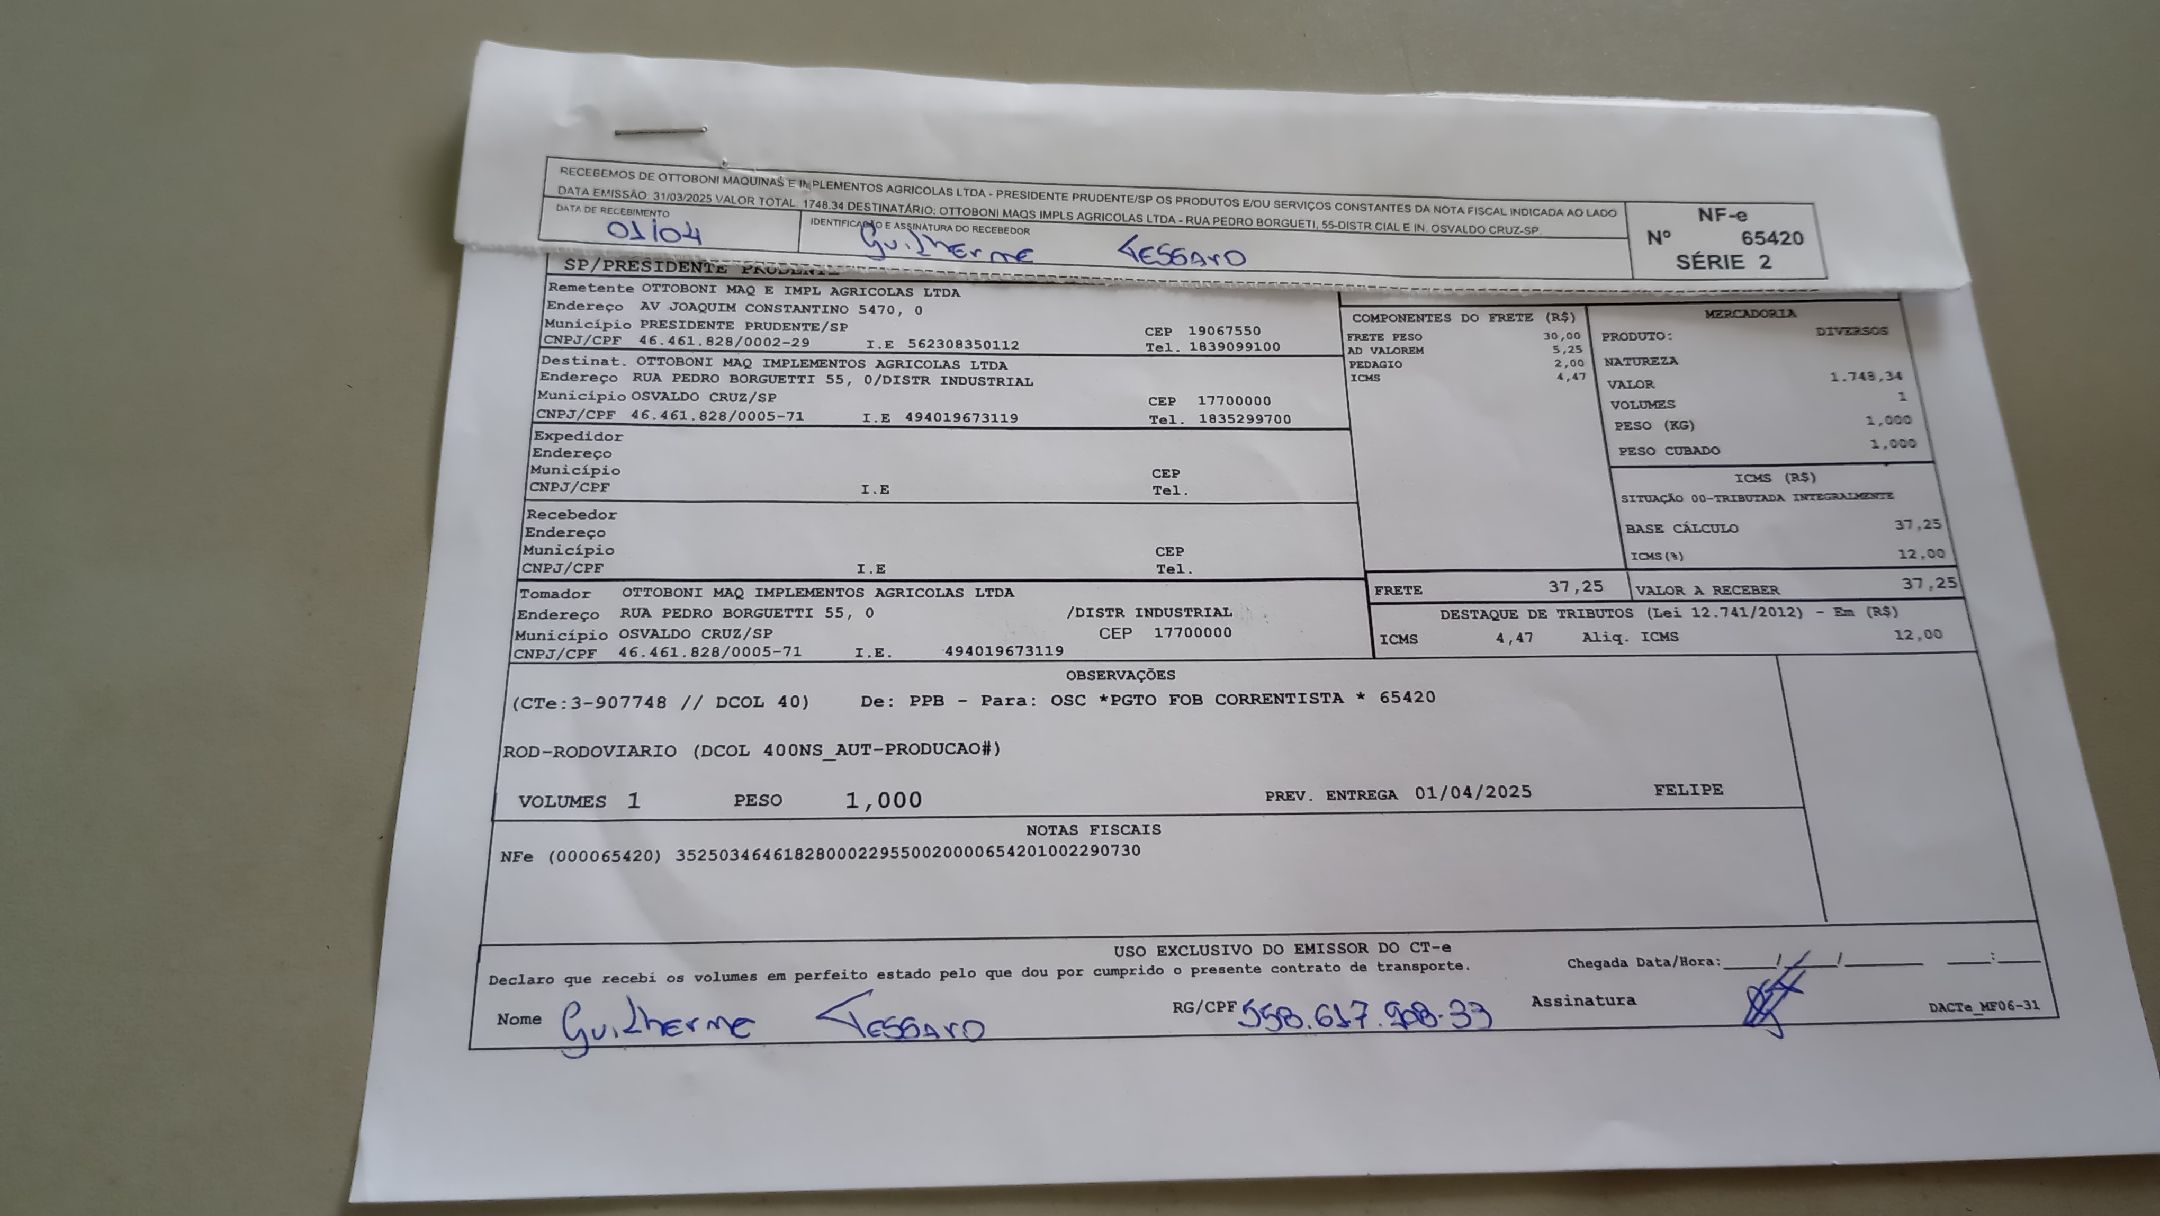 RECEBEMOS DE OTTOBONI MAQUINAS E IMPLEMENTOS AGRICOLAS LTDA - PRESIDENTE PRUDENTE/SP OS PRODUTOS E/OU SERVIÇOS CONSTANTES DA NOTA FISCAL INDICADA AO LADO
DATA EMISSÃO: 31/03/2025 VALOR TOTAL: 1748.34 DESTINATÁRIO: OTTOBONI MAQS IMPLS AGRICOLAS LTDA - RUA PEDRO BORGUETI, 55-DISTR CIAL E IN. OSVALDO CRUZ-SP.
DATA DE RECEBIMENTO
01/04
IDENTIFICAÇÃO E ASSINATURA DO RECEBEDOR
Guilherme Tessaro
NF-e
Nº 65420
SÉRIE 2
SP/PRESIDENTE PRUDENTE
Remetente OTTOBONI MAQ E IMPL AGRICOLAS LTDA
Endereço AV JOAQUIM CONSTANTINO 5470, 0
Município PRESIDENTE PRUDENTE/SP CEP 19067550
CNPJ/CPF 46.461.828/0002-29 I.E 562308350112 Tel. 1839099100
Destinat. OTTOBONI MAQ IMPLEMENTOS AGRICOLAS LTDA
Endereço RUA PEDRO BORGUETTI 55, 0/DISTR INDUSTRIAL
Município OSVALDO CRUZ/SP CEP 17700000
CNPJ/CPF 46.461.828/0005-71 I.E 494019673119 Tel. 1835299700
Expedidor
Endereço
Município CEP
CNPJ/CPF I.E Tel.
Recebedor
Endereço
Município CEP
CNPJ/CPF I.E Tel.
Tomador OTTOBONI MAQ IMPLEMENTOS AGRICOLAS LTDA
Endereço RUA PEDRO BORGUETTI 55, 0 /DISTR INDUSTRIAL
Município OSVALDO CRUZ/SP CEP 17700000
CNPJ/CPF 46.461.828/0005-71 I.E. 494019673119
COMPONENTES DO FRETE (R$)
FRETE PESO 30,00
AD VALOREM 5,25
PEDAGIO 2,00
ICMS 4,47
MERCADORIA
PRODUTO: DIVERSOS
NATUREZA
VALOR 1.748,34
VOLUMES 1
PESO (KG) 1,000
PESO CUBADO 1,000
ICMS (R$)
SITUAÇÃO 00-TRIBUTADA INTEGRALMENTE
BASE CÁLCULO 37,25
ICMS(%) 12,00
FRETE 37,25 VALOR A RECEBER 37,25
DESTAQUE DE TRIBUTOS (Lei 12.741/2012) - Em (R$)
ICMS 4,47 Aliq. ICMS 12,00
OBSERVAÇÕES
(CTe:3-907748 // DCOL 40) De: PPB - Para: OSC *PGTO FOB CORRENTISTA * 65420
ROD-RODOVIARIO (DCOL 400NS_AUT-PRODUCAO#)
VOLUMES 1 PESO 1,000 PREV. ENTREGA 01/04/2025 FELIPE
NOTAS FISCAIS
NFe (000065420) 35250346461828000229550020000654201002290730
USO EXCLUSIVO DO EMISSOR DO CT-e
Declaro que recebi os volumes em perfeito estado pelo que dou por cumprido o presente contrato de transporte. Chegada Data/Hora:____/____/______ ___:___
Nome Guilherme Tessaro RG/CPF 558.617.908-33 Assinatura
DACTe_MF06-31